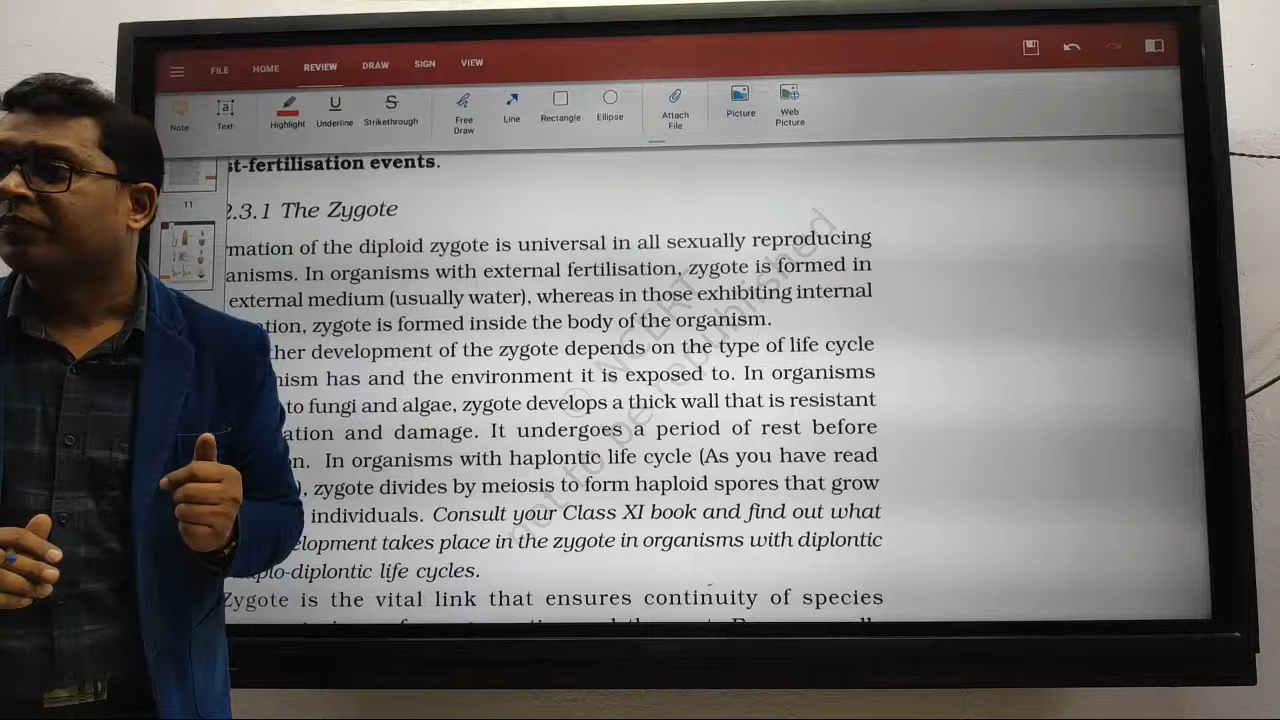 FILE HOME REVIEW DRAW SIGN VIEW
Note Text Highlight Underline Strikethrough Free Draw Line Rectangle Ellipse Attach File Picture Web Picture
st-fertilisation events.
11
2.3.1 The Zygote
rmation of the diploid zygote is universal in all sexually reproducing
anisms. In organisms with external fertilisation, zygote is formed in
external medium (usually water), whereas in those exhibiting internal
ation, zygote is formed inside the body of the organism.
ther development of the zygote depends on the type of life cycle
nism has and the environment it is exposed to. In organisms
to fungi and algae, zygote develops a thick wall that is resistant
ation and damage. It undergoes a period of rest before
n. In organisms with haplontic life cycle (As you have read
), zygote divides by meiosis to form haploid spores that grow
individuals. Consult your Class XI book and find out what
elopment takes place in the zygote in organisms with diplontic
aplo-diplontic life cycles.
Zygote is the vital link that ensures continuity of species
© NCERT
not to be republished